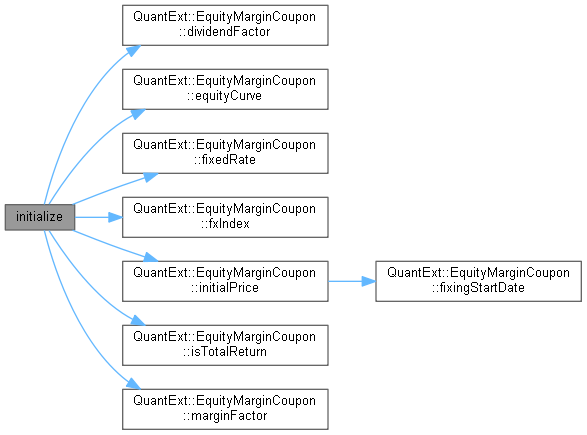 QuantExt::EquityMarginCoupon
::dividendFactor
QuantExt::EquityMarginCoupon
::equityCurve
QuantExt::EquityMarginCoupon
::fixedRate
initialize
QuantExt::EquityMarginCoupon
::fxIndex
QuantExt::EquityMarginCoupon
::initialPrice
QuantExt::EquityMarginCoupon
::fixingStartDate
QuantExt::EquityMarginCoupon
::isTotalReturn
QuantExt::EquityMarginCoupon
::marginFactor